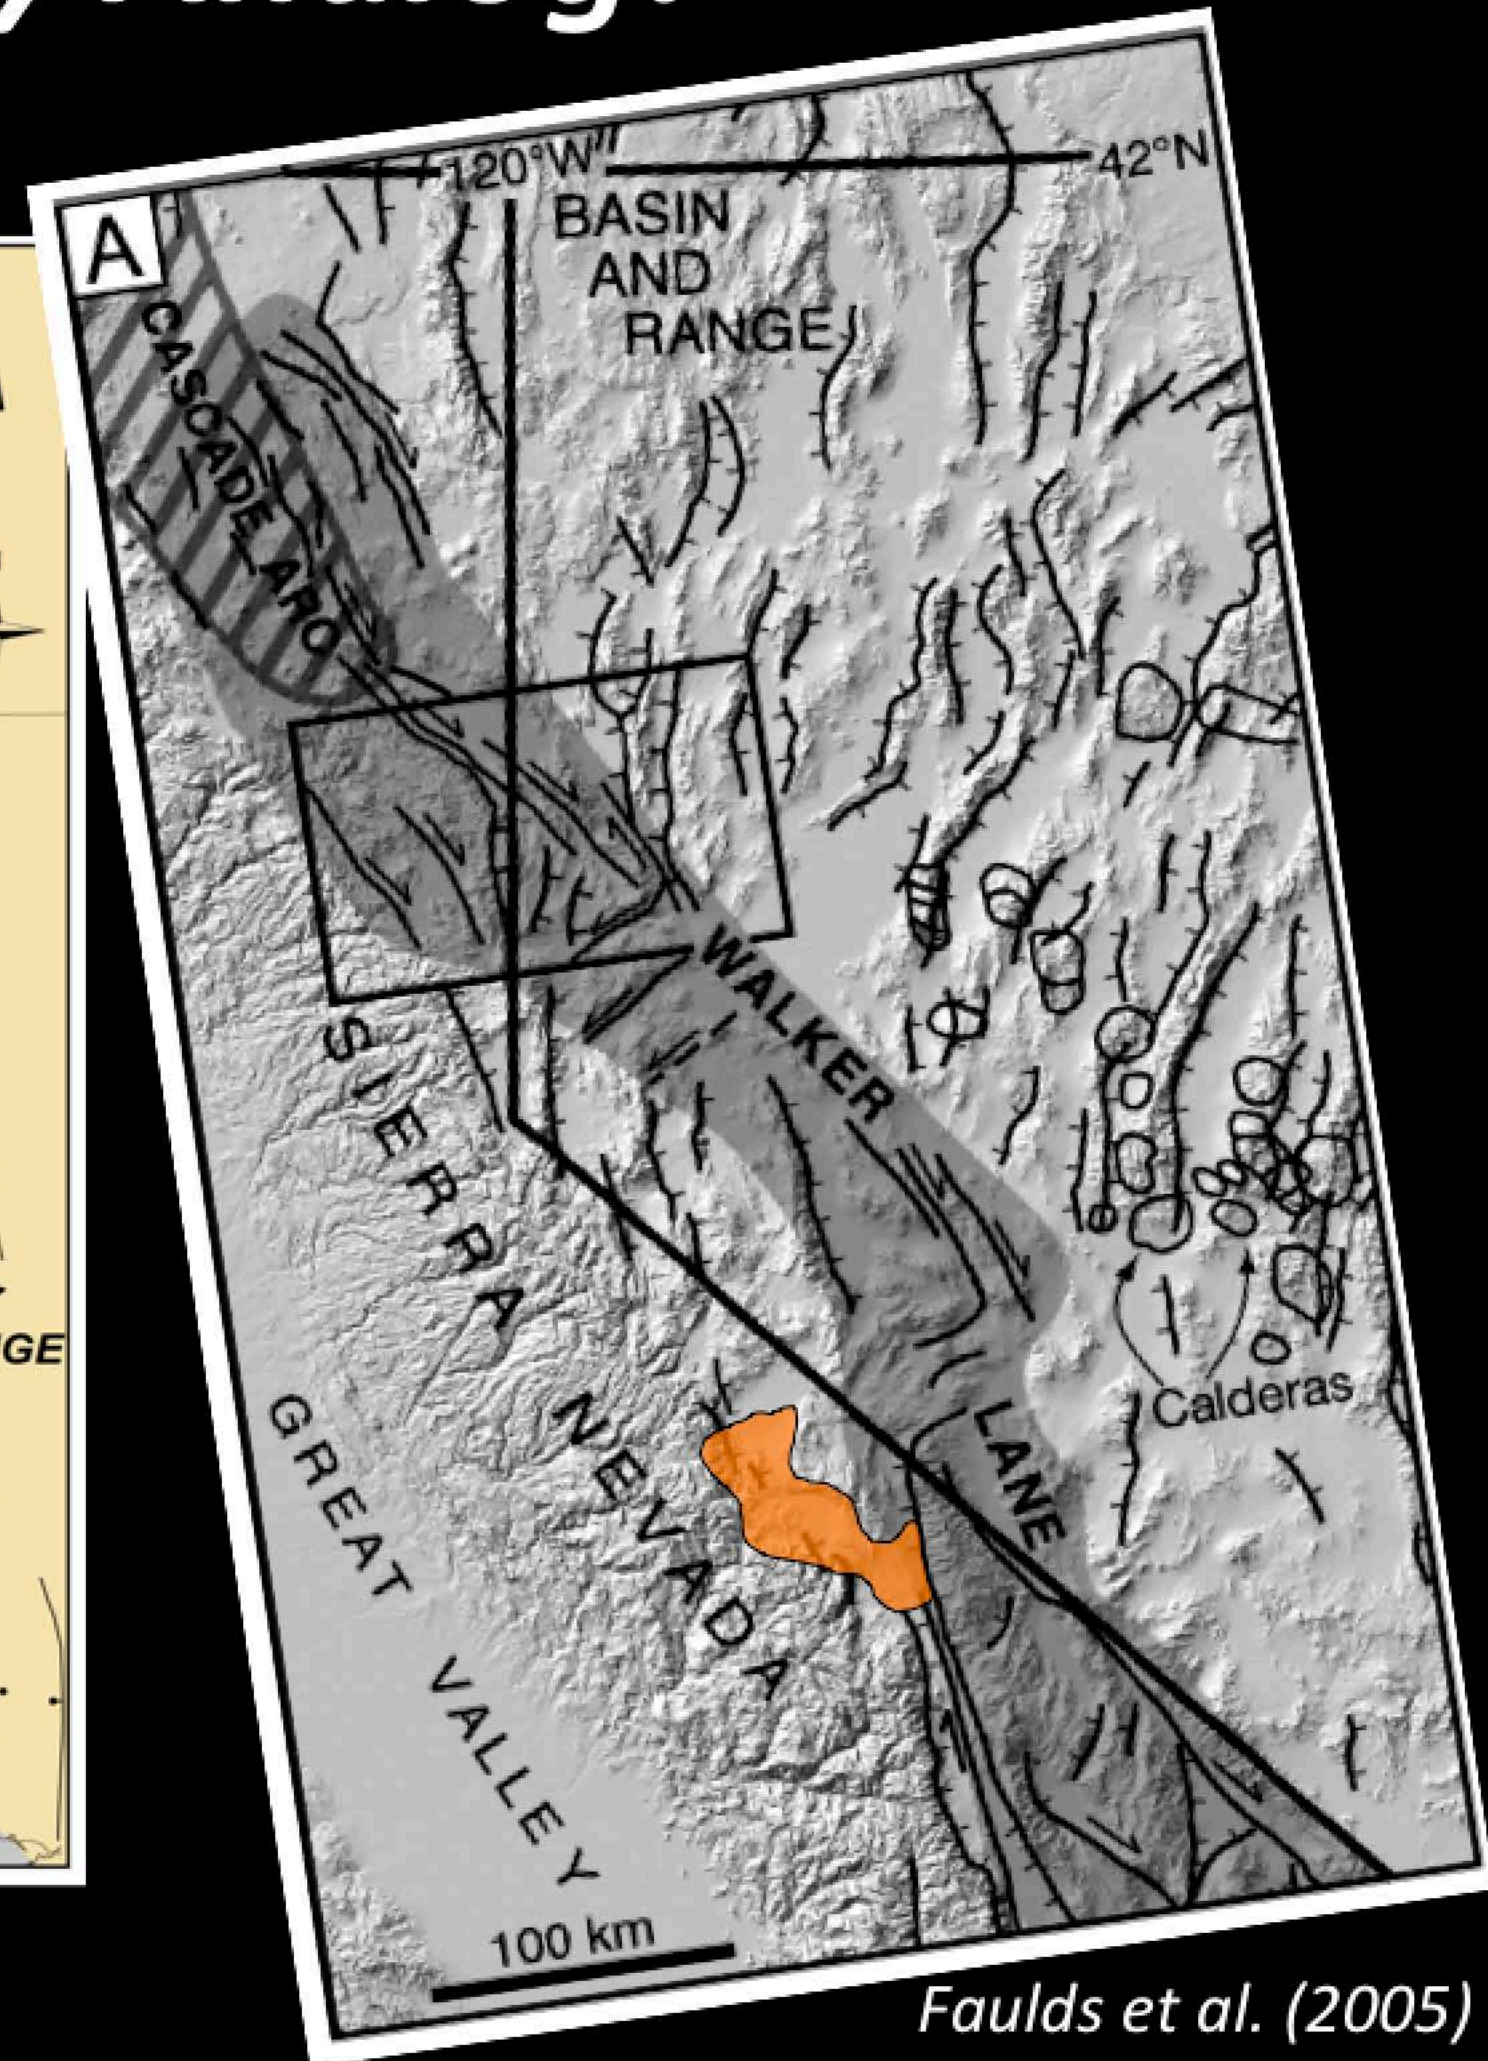 A
120°W
42°N
BASIN
AND
RANGE
CASCADE ARC
WALKER
LANE
SIERRA
NEVADA
GREAT
VALLEY
Calderas
100 km
GE
Faulds et al. (2005)